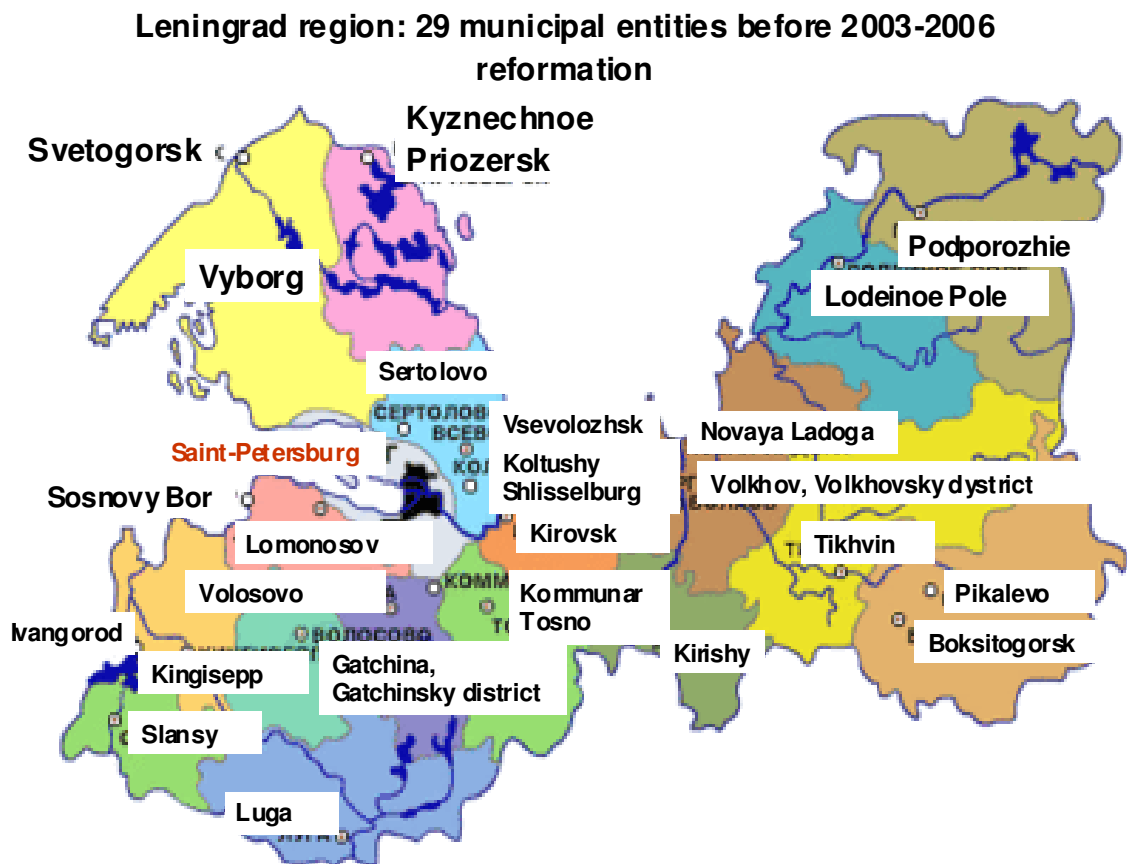 Leningrad region: 29 municipal entities before 2003-2006
reformation
Kyznechnoe
Svetogorsk
Priozersk
Podporozhie
Vyborg
Lodeinoe Pole
Sertolovo
СЕРТОЛОВО
Vsevolozhsk
Novaya Ladoga
Saint-Petersburg
Koltushy
Shlisselburg
Sosnovy Bor
Volkhov, Volkhovsky dystrict
Kirovsk
Lomonosov
Tikhvin
Volosovo
Kommunar
Tosno
Pikalevo
Ivangorod
ВОЛОСОВО
Boksitogorsk
Kirishy
Kingisepp
Gatchina,
Gatchinsky district
Slansy
Luga